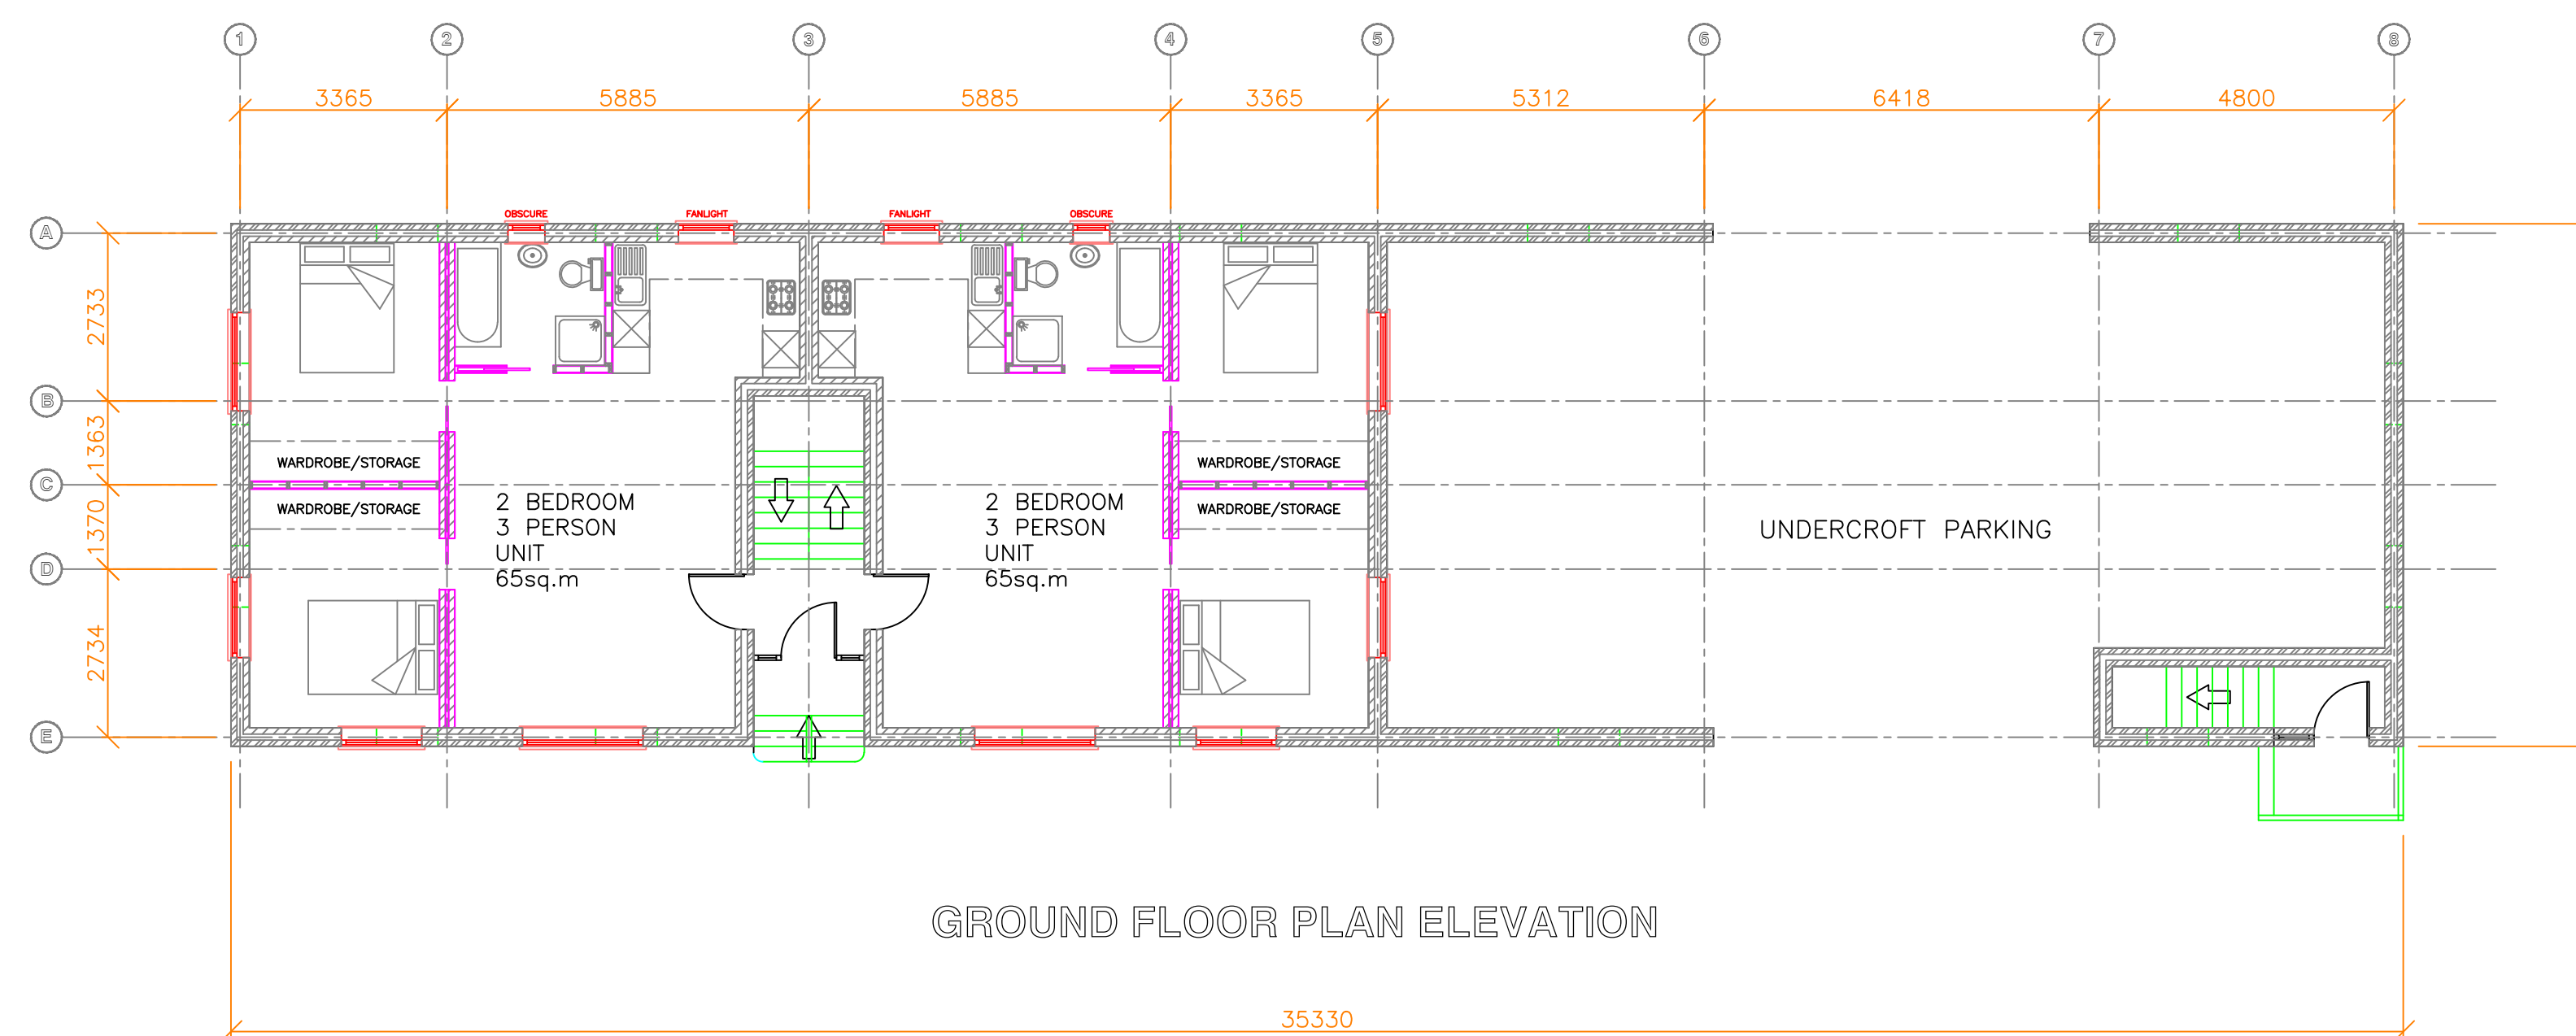 1 2 3 4 5 6 7 8
3365 5885 5885 3365 5312 6418 4800
OBSCURE FANLIGHT FANLIGHT OBSCURE
A
2733
B
1363
WARDROBE/STORAGE WARDROBE/STORAGE
C
WARDROBE/STORAGE WARDROBE/STORAGE
1370
2 BEDROOM
3 PERSON
UNIT
65sq.m
2 BEDROOM
3 PERSON
UNIT
65sq.m
UNDERCROFT PARKING
D
2734
E
GROUND FLOOR PLAN ELEVATION
35330